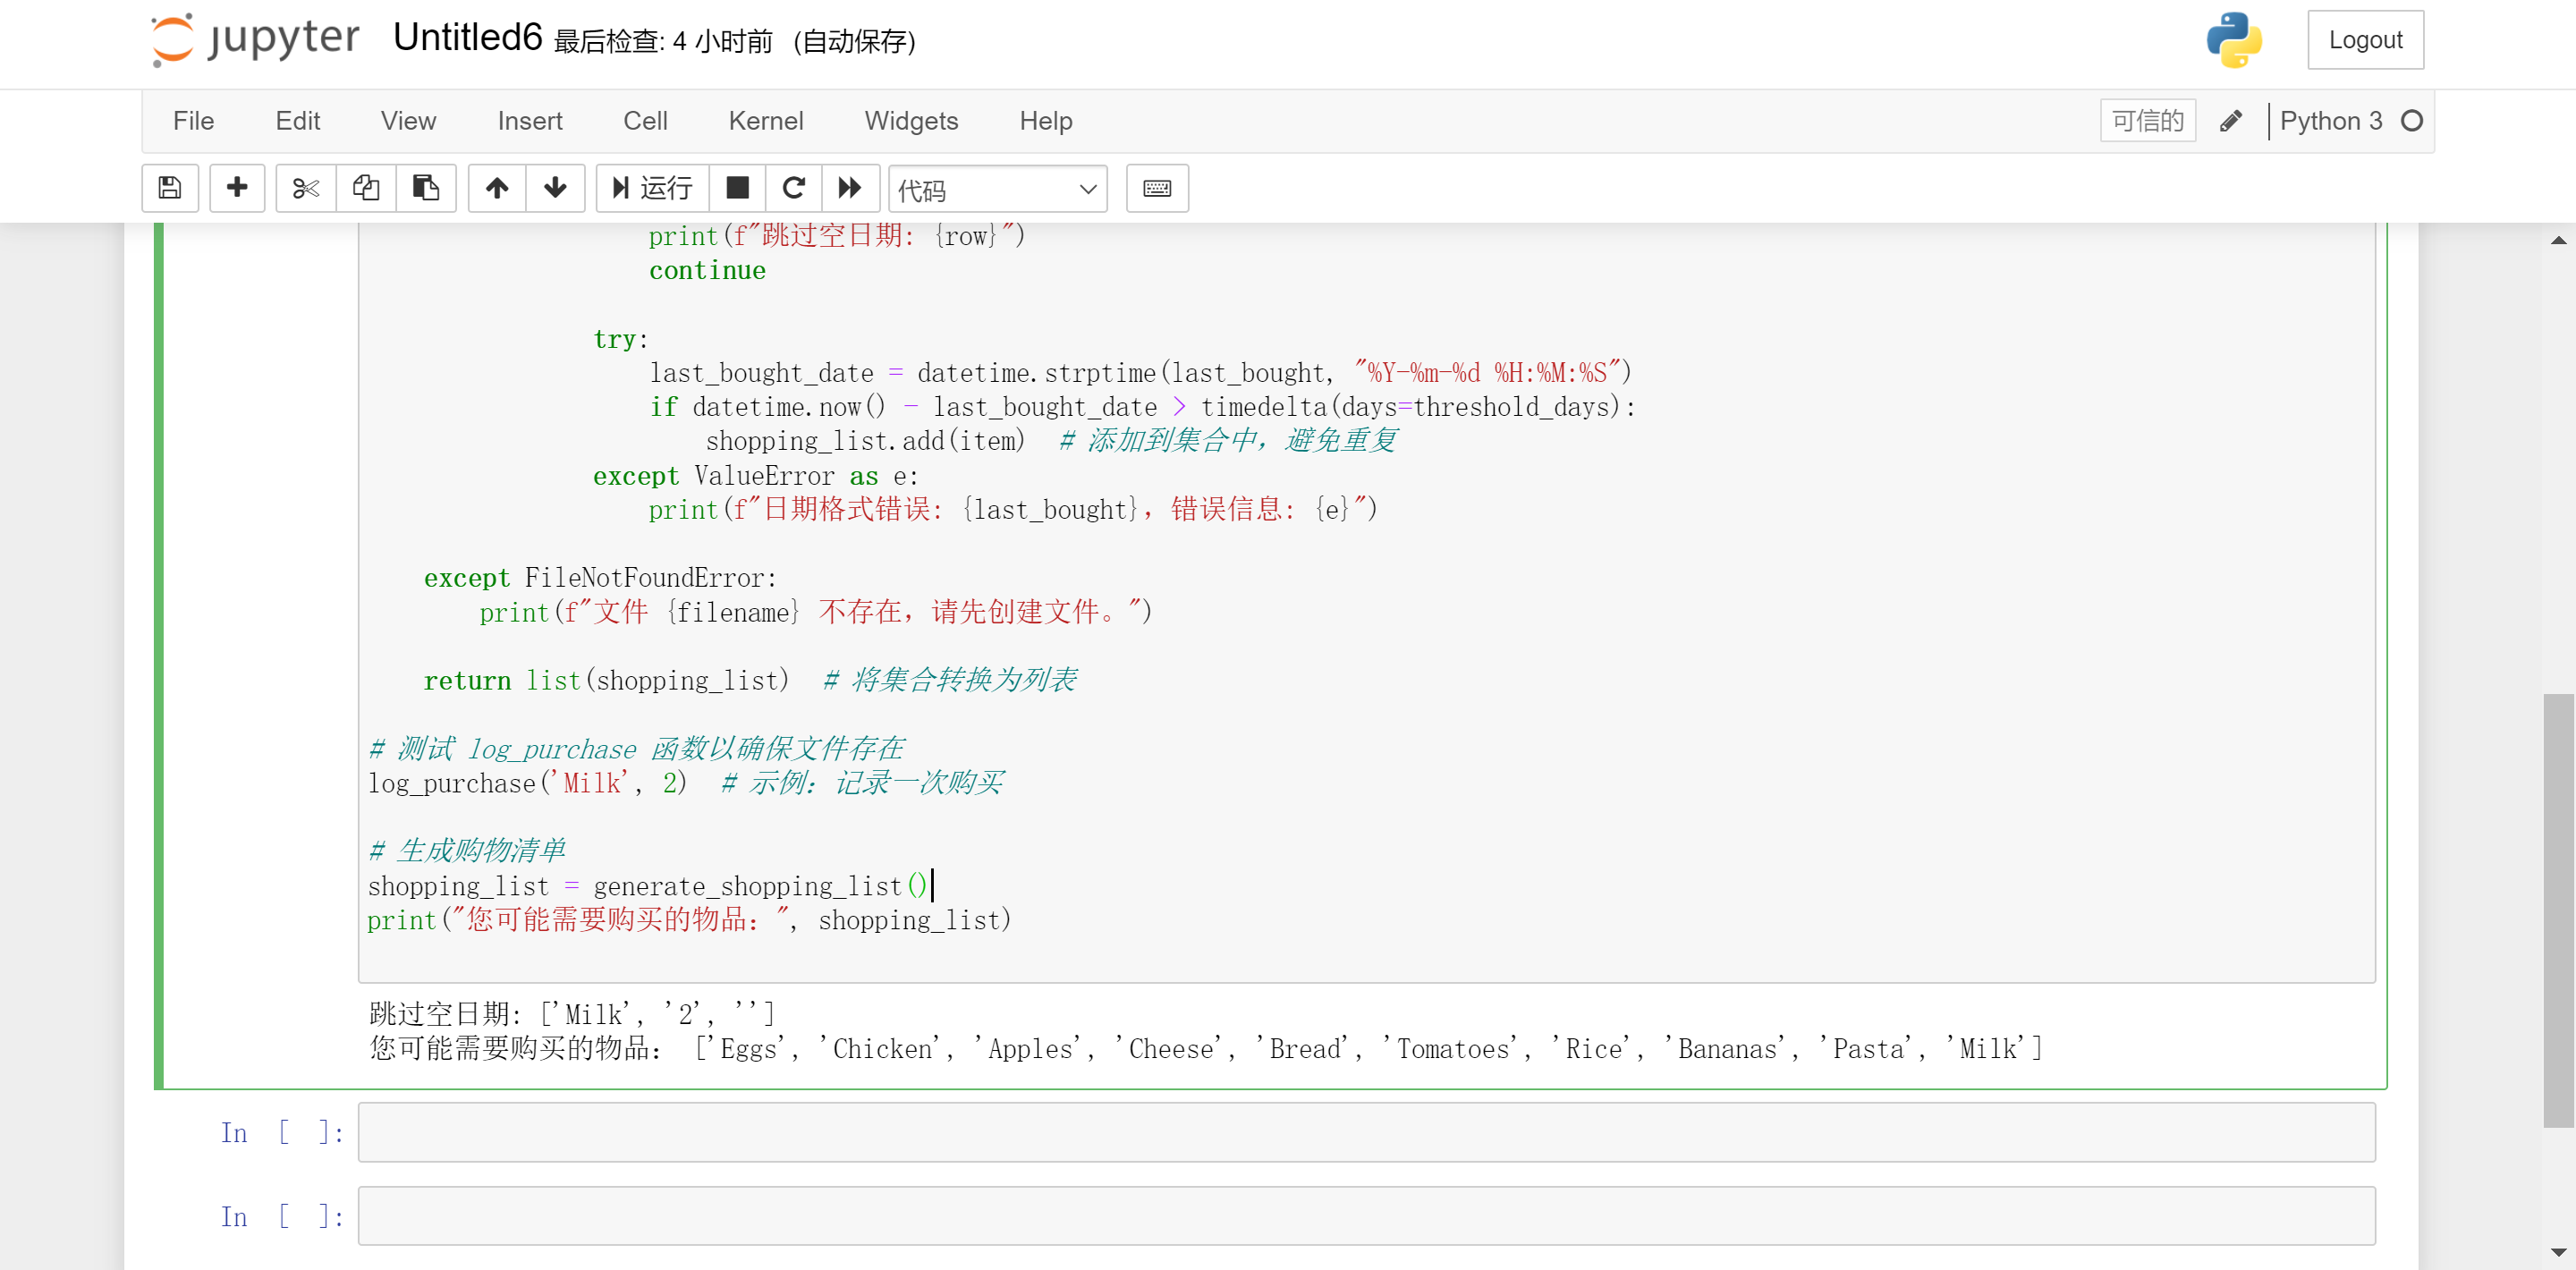 jupyter Untitled6 最后检查: 4 小时前 (自动保存) Logout
File Edit View Insert Cell Kernel Widgets Help 可信的 Python 3
运行 代码
print(f"跳过空日期: {row}")
continue
try:
last_bought_date = datetime.strptime(last_bought, "%Y-%m-%d %H:%M:%S")
if datetime.now() - last_bought_date > timedelta(days=threshold_days):
shopping_list.add(item)  # 添加到集合中，避免重复
except ValueError as e:
print(f"日期格式错误: {last_bought}，错误信息: {e}")
except FileNotFoundError:
print(f"文件 {filename} 不存在，请先创建文件。")
return list(shopping_list)  # 将集合转换为列表
# 测试 log_purchase 函数以确保文件存在
log_purchase('Milk', 2)  # 示例：记录一次购买
# 生成购物清单
shopping_list = generate_shopping_list()
print("您可能需要购买的物品：", shopping_list)
跳过空日期: ['Milk', '2', '']
您可能需要购买的物品： ['Eggs', 'Chicken', 'Apples', 'Cheese', 'Bread', 'Tomatoes', 'Rice', 'Bananas', 'Pasta', 'Milk']
In [ ]:
In [ ]: